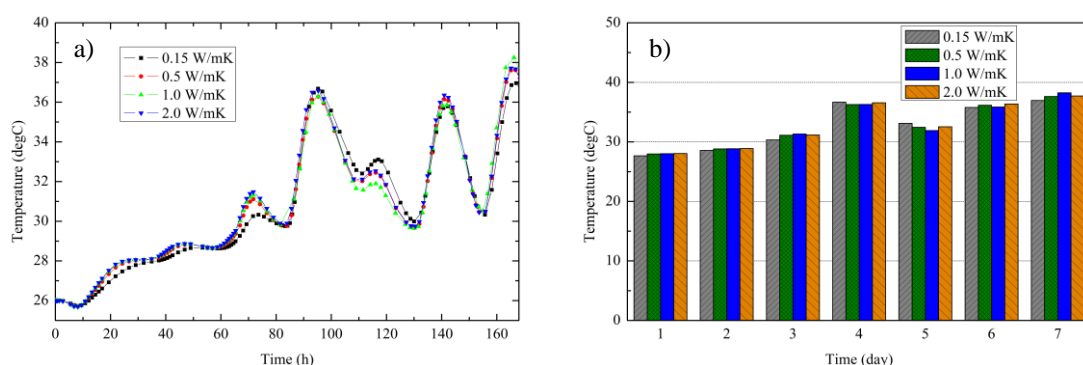 a)
0.15 W/mK
0.5 W/mK
1.0 W/mK
2.0 W/mK
Temperature (degC)
40
38
36
34
32
30
28
26
0 20 40 60 80 100 120 140 160
Time (h)
b)
0.15 W/mK
0.5 W/mK
1.0 W/mK
2.0 W/mK
Temperature (degC)
50
40
30
20
10
0
1 2 3 4 5 6 7
Time (day)